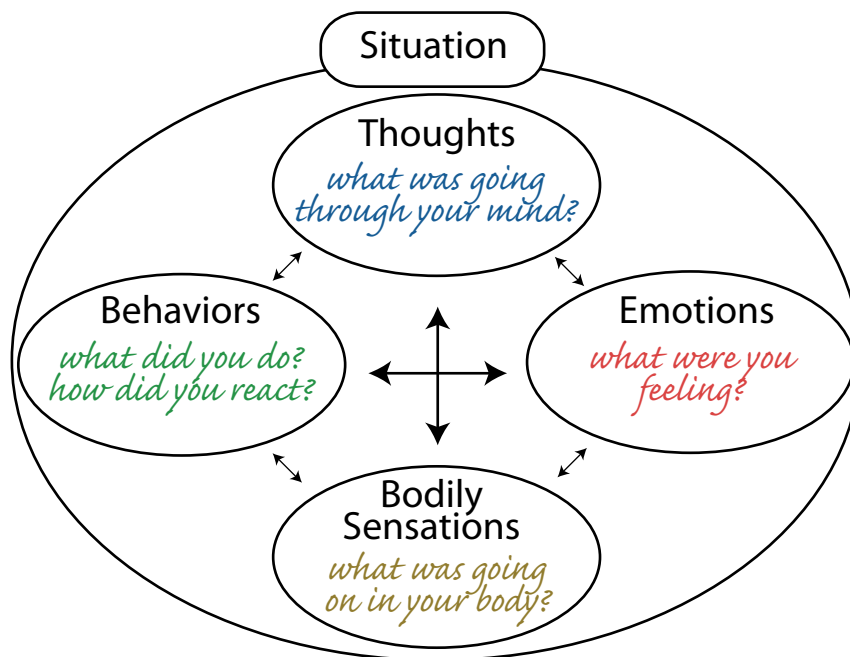 Situation
Thoughts
what was going
through your mind?
Behaviors
what did you do?
how did you react?
Emotions
what were you
feeling?
Bodily
Sensations
what was going
on in your body?